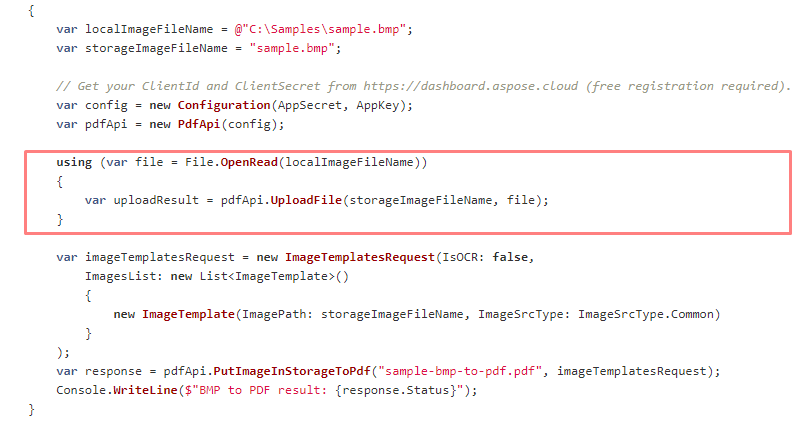 {
    var localImageFileName = @"C:\Samples\sample.bmp";
    var storageImageFileName = "sample.bmp";

    // Get your ClientId and ClientSecret from https://dashboard.aspose.cloud (free registration required).
    var config = new Configuration(AppSecret, AppKey);
    var pdfApi = new PdfApi(config);

    using (var file = File.OpenRead(localImageFileName))
    {
        var uploadResult = pdfApi.UploadFile(storageImageFileName, file);
    }

    var imageTemplatesRequest = new ImageTemplatesRequest(IsOCR: false,
        ImagesList: new List<ImageTemplate>()
        {
            new ImageTemplate(ImagePath: storageImageFileName, ImageSrcType: ImageSrcType.Common)
        }
    );
    var response = pdfApi.PutImageInStorageToPdf("sample-bmp-to-pdf.pdf", imageTemplatesRequest);
    Console.WriteLine($"BMP to PDF result: {response.Status}");
}